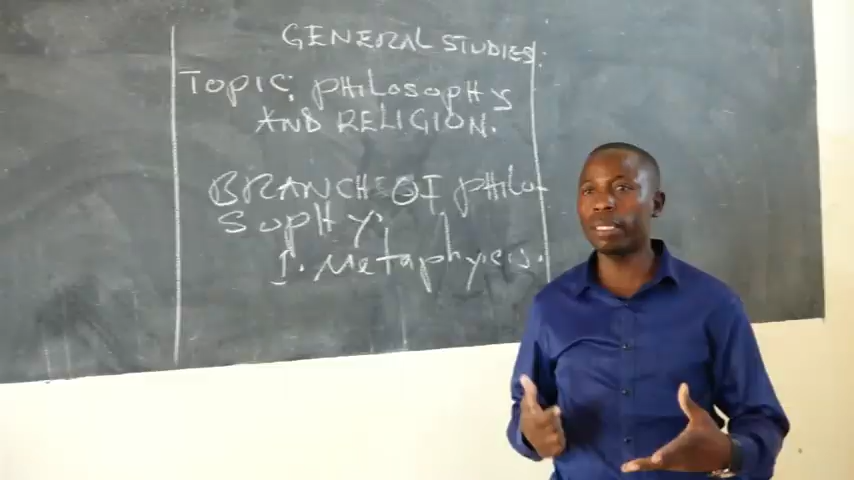 GENERAL STUDIES.
TOPIC: PHILOSOPHY
AND RELIGION.
BRANCHES OF PHILO-
SOPHY;
I. Metaphysics.